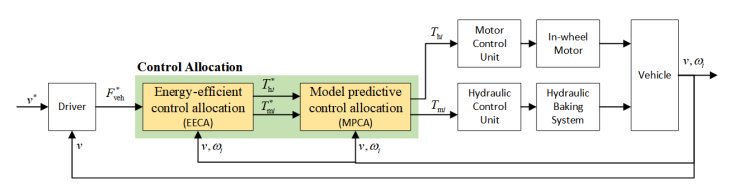 Control Allocation
v*
Driver
F*veh
Energy-efficient
control allocation
(EECA)
T*hi
T*mi
Model predictive
control allocation
(MPCA)
Thi
Tmi
Motor
Control
Unit
In-wheel
Motor
Hydraulic
Control
Unit
Hydraulic
Baking
System
Vehicle
v, ωi
v
v, ωi
v, ωi